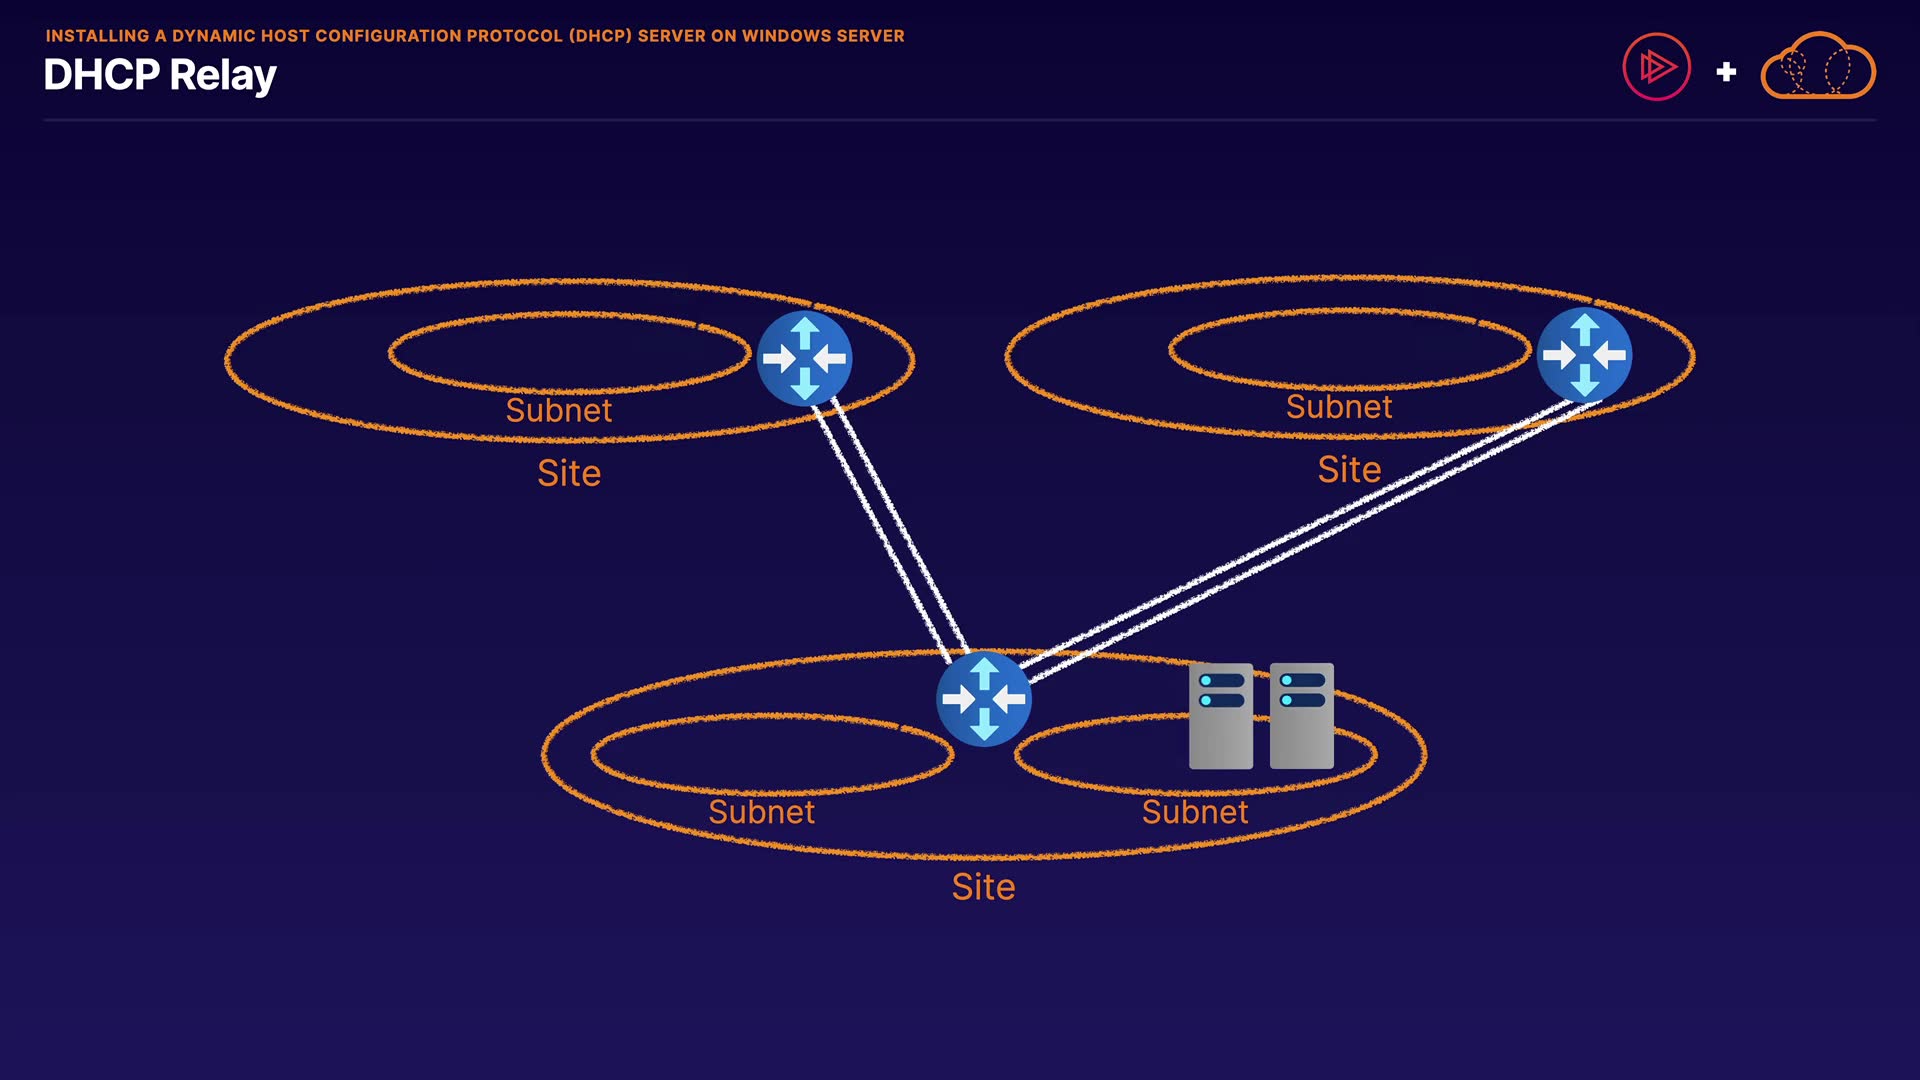 INSTALLING A DYNAMIC HOST CONFIGURATION PROTOCOL (DHCP) SERVER ON WINDOWS SERVER
DHCP Relay
Subnet
Site
Subnet
Site
Subnet
Subnet
Site